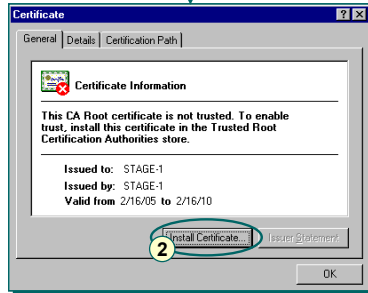 Certificate
General Details Certification Path
Certificate Information
This CA Root certificate is not trusted. To enable
trust, install this certificate in the Trusted Root
Certification Authorities store.
Issued to: STAGE-1
Issued by: STAGE-1
Valid from 2/16/05 to 2/16/10
Install Certificate... Issuer Statement
2
OK